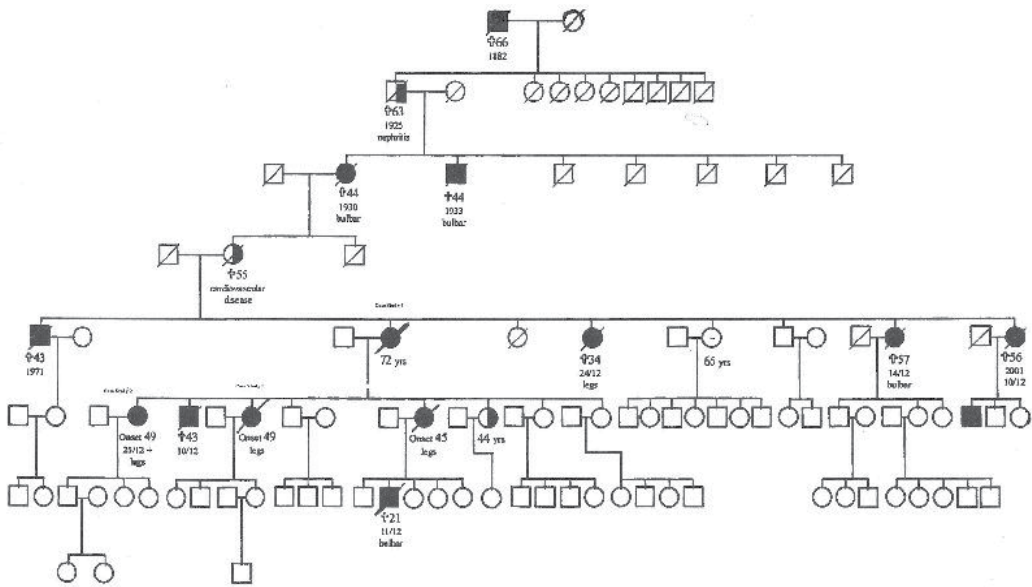 ✞66
1882
✞63
1925
nephritis
✞44
1930
bulbar
✞44
1933
bulbar
✞55
cardiovascular
disease
✞43
1971
72 yrs
✞34
24/12
legs
65 yrs
✞57
14/12
bulbar
✞56
2001
10/12
Onset 49
25/12 +
legs
✞43
10/12
Onset 49
legs
Onset 45
legs
44 yrs
✞21
11/12
bulbar